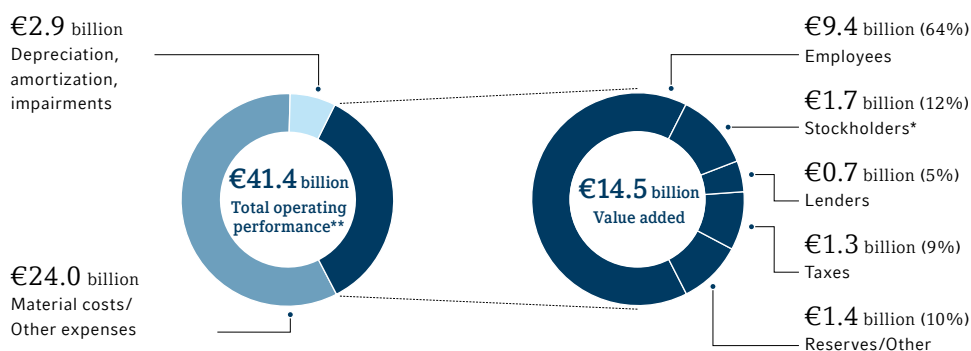 €2.9 billion
Depreciation,
amortization,
impairments
€41.4 billion
Total operating
performance**
€24.0 billion
Material costs/
Other expenses
€14.5 billion
Value added
€9.4 billion (64%)
Employees
€1.7 billion (12%)
Stockholders*
€0.7 billion (5%)
Lenders
€1.3 billion (9%)
Taxes
€1.4 billion (10%)
Reserves/Other